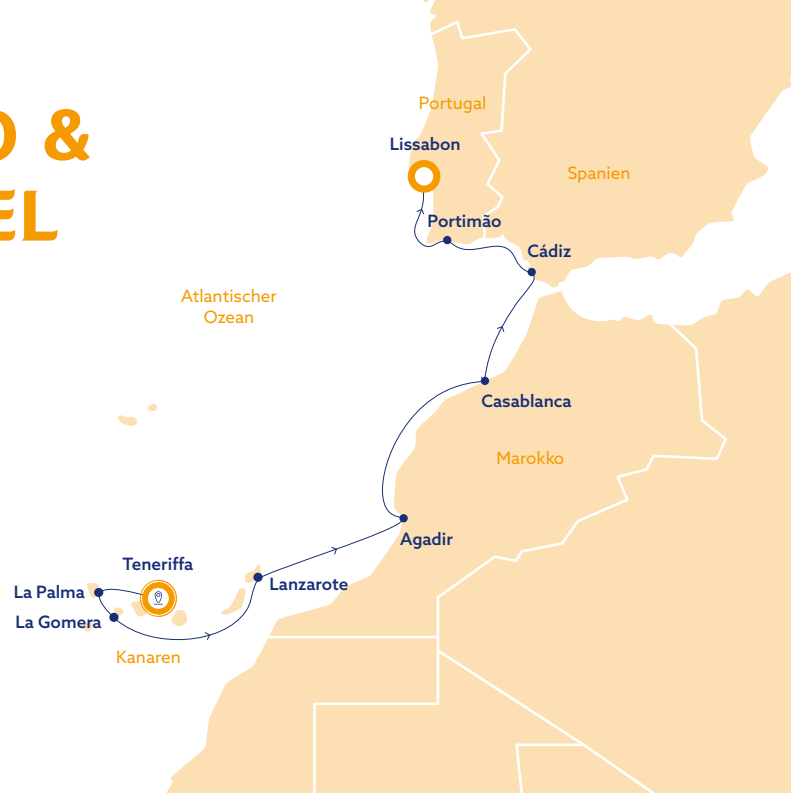 &
EL
Portugal
Lissabon
Spanien
Portimão
Cádiz
Atlantischer
Ozean
Casablanca
Marokko
Agadir
Teneriffa
Lanzarote
La Palma
La Gomera
Kanaren